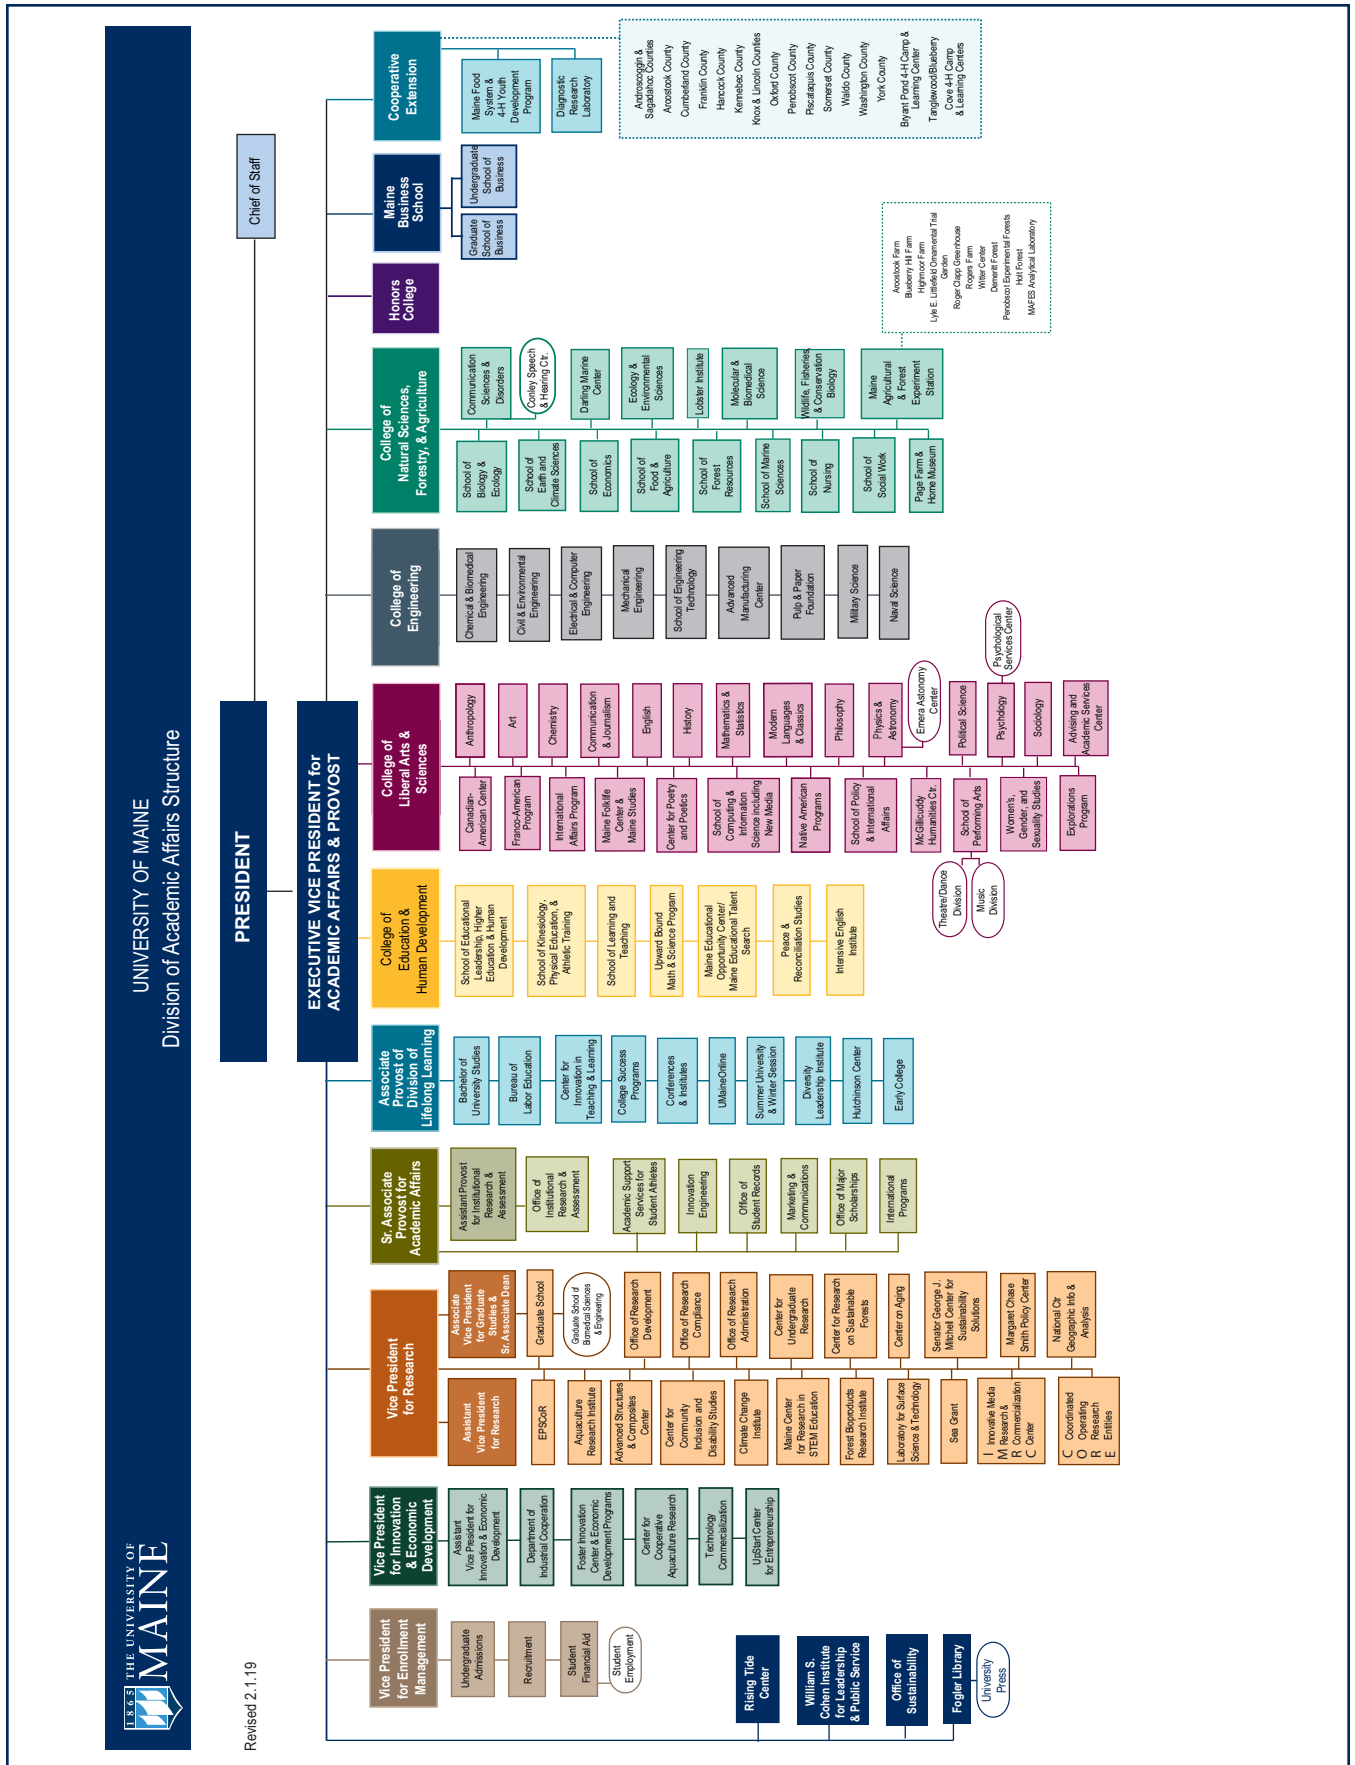 1865 THE UNIVERSITY OF
MAINE
UNIVERSITY OF MAINE
Division of Academic Affairs Structure
Revised 2.1.19
PRESIDENT
Chief of Staff
EXECUTIVE VICE PRESIDENT for
ACADEMIC AFFAIRS & PROVOST
Vice President
for Enrollment
Management
Undergraduate
Admissions
Recruitment
Student
Financial Aid
Student
Employment
Rising Tide
Center
William S.
Cohen Institute
for Leadership
& Public Service
Office of
Sustainability
Fogler Library
University
Press
Vice President
for Innovation
& Economic
Development
Assistant
Vice President for
Innovation & Economic
Development
Department of
Industrial Cooperation
Foster Innovation
Center & Economic
Development Programs
Center for
Cooperative
Aquaculture Research
Technology
Commercialization
UpStart Center
for Entrepreneurship
Vice President
for Research
Assistant
Vice President
for Research
EPSCoR
Aquaculture
Research Institute
Advanced Structures
& Composites
Center
Center for
Community
Inclusion and
Disability Studies
Climate Change
Institute
Maine Center
for Research in
STEM Education
Forest Bioproducts
Research Institute
Laboratory for Surface
Science & Technology
Sea Grant
I Innovative Media
M Research &
R Commercialization
C Center
C Coordinated
O Operating
R Research
E Entities
Associate
Vice President
for Graduate
Studies &
Sr. Associate Dean
Graduate School
Graduate School of
Biomedical Sciences
& Engineering
Office of Research
Development
Office of Research
Compliance
Office of Research
Administration
Center for
Undergraduate
Research
Center for Research
on Sustainable
Forests
Center on Aging
Senator George J.
Mitchell Center for
Sustainability
Solutions
Margaret Chase
Smith Policy Center
National Ctr
Geographic Info &
Analysis
Sr. Associate
Provost for
Academic Affairs
Assistant Provost
for Institutional
Research &
Assessment
Office of
Institutional
Research &
Assessment
Academic Support
Services for
Student Athletes
Innovation
Engineering
Office of
Student Records
Marketing &
Communications
Office of Major
Scholarships
International
Programs
Associate
Provost of
Division of
Lifelong Learning
Bachelor of
University Studies
Bureau of
Labor Education
Center for
Innovation in
Teaching & Learning
College Success
Programs
Conferences
& Institutes
UMaineOnline
Summer University
& Winter Session
Diversity
Leadership Institute
Hutchinson Center
Early College
College of
Education &
Human Development
School of Educational
Leadership, Higher
Education & Human
Development
School of Kinesiology,
Physical Education, &
Athletic Training
School of Learning and
Teaching
Upward Bound
Math & Science Program
Maine Educational
Opportunity Center/
Maine Educational Talent
Search
Peace &
Reconciliation Studies
Intensive English
Institute
College of
Liberal Arts &
Sciences
Canadian-
American Center
Franco-American
Program
International
Affairs Program
Maine Folklife
Center &
Maine Studies
Center for Poetry
and Poetics
School of
Computing &
Information
Science including
New Media
Native American
Programs
School of Policy
& International
Affairs
McGillicuddy
Humanities Ctr.
School of
Performing Arts
Theatre/Dance
Division
Music
Division
Women's,
Gender, and
Sexuality Studies
Explorations
Program
Anthropology
Art
Chemistry
Communication
& Journalism
English
History
Mathematics &
Statistics
Modern
Languages
& Classics
Philosophy
Physics &
Astronomy
Emera Astonomy
Center
Political Science
Psychology
Psychological
Services Center
Sociology
Advising and
Academic Services
Center
College of
Engineering
Chemical & Biomedical
Engineering
Civil & Environmental
Engineering
Electrical & Computer
Engineering
Mechanical
Engineering
School of Engineering
Technology
Advanced
Manufacturing
Center
Pulp & Paper
Foundation
Military Science
Naval Science
College of
Natural Sciences,
Forestry, & Agriculture
School of
Biology &
Ecology
School of
Earth and
Climate Sciences
School of
Economics
School of
Food &
Agriculture
School of
Forest
Resources
School of Marine
Sciences
School of
Nursing
School of
Social Work
Page Farm &
Home Museum
Communication
Sciences &
Disorders
Conley Speech
& Hearing Ctr.
Darling Marine
Center
Ecology &
Environmental
Sciences
Lobster Institute
Molecular &
Biomedical
Science
Wildlife, Fisheries,
& Conservation
Biology
Maine
Agricultural
& Forest
Experiment
Station
Aroostook Farm
Blueberry Hill Farm
Highmoor Farm
Lyle E. Littlefield Ornamental Trial
Garden
Roger Clapp Greenhouse
Rogers Farm
Witter Center
Demeritt Forest
Penobscot Experimental Forests
Holt Forest
MAFES Analytical Laboratory
Honors
College
Maine
Business
School
Graduate
School of
Business
Undergraduate
School of
Business
Cooperative
Extension
Maine Food
System &
4-H Youth
Development
Program
Diagnostic
Research
Laboratory
Androscoggin &
Sagadahoc Counties
Aroostook County
Cumberland County
Franklin County
Hancock County
Kennebec County
Knox & Lincoln Counties
Oxford County
Penobscot County
Piscataquis County
Somerset County
Waldo County
Washington County
York County
Bryant Pond 4-H Camp &
Learning Center
Tanglewood/Blueberry
Cove 4-H Camp
& Learning Centers